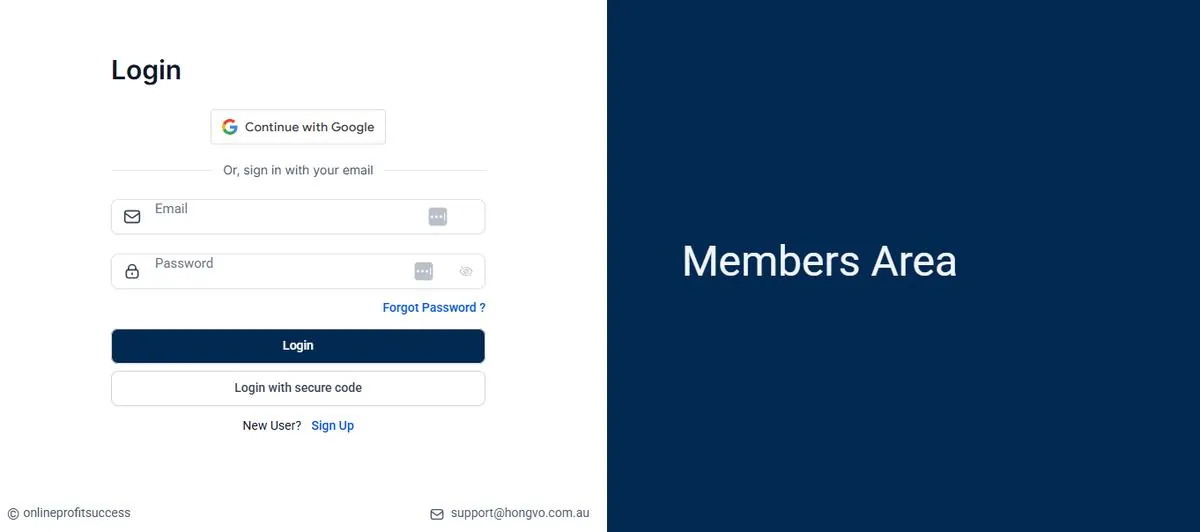 Login
Continue with Google
Or, sign in with your email
Email
Password
Forgot Password ?
Login
Login with secure code
New User? Sign Up
© onlineprofitsuccess
support@hongvo.com.au
Members Area